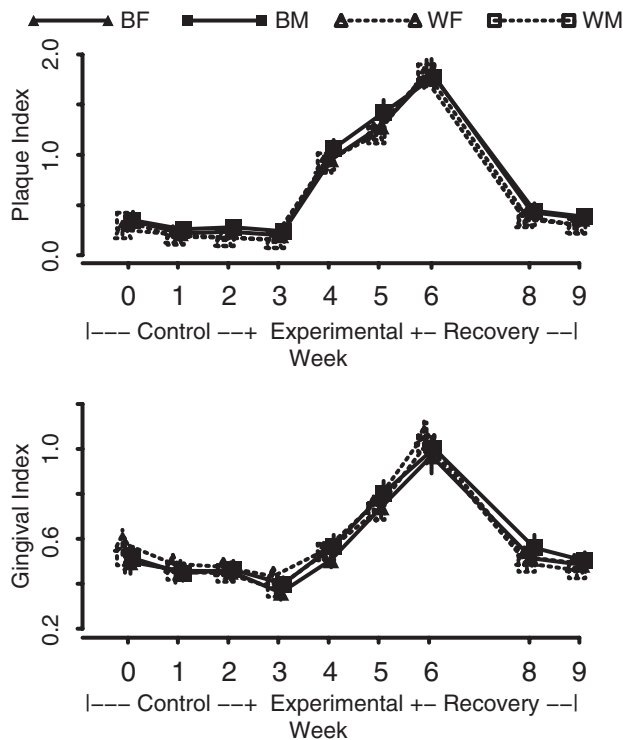 BF BM WF WM
2.0
1.0
0.0
Plaque Index
0 1 2 3 4 5 6 8 9
|−−− Control −−+ Experimental +− Recovery −−|
Week
1.0
0.6
0.2
Gingival Index
0 1 2 3 4 5 6 8 9
|−−− Control −−+ Experimental +− Recovery −−|
Week